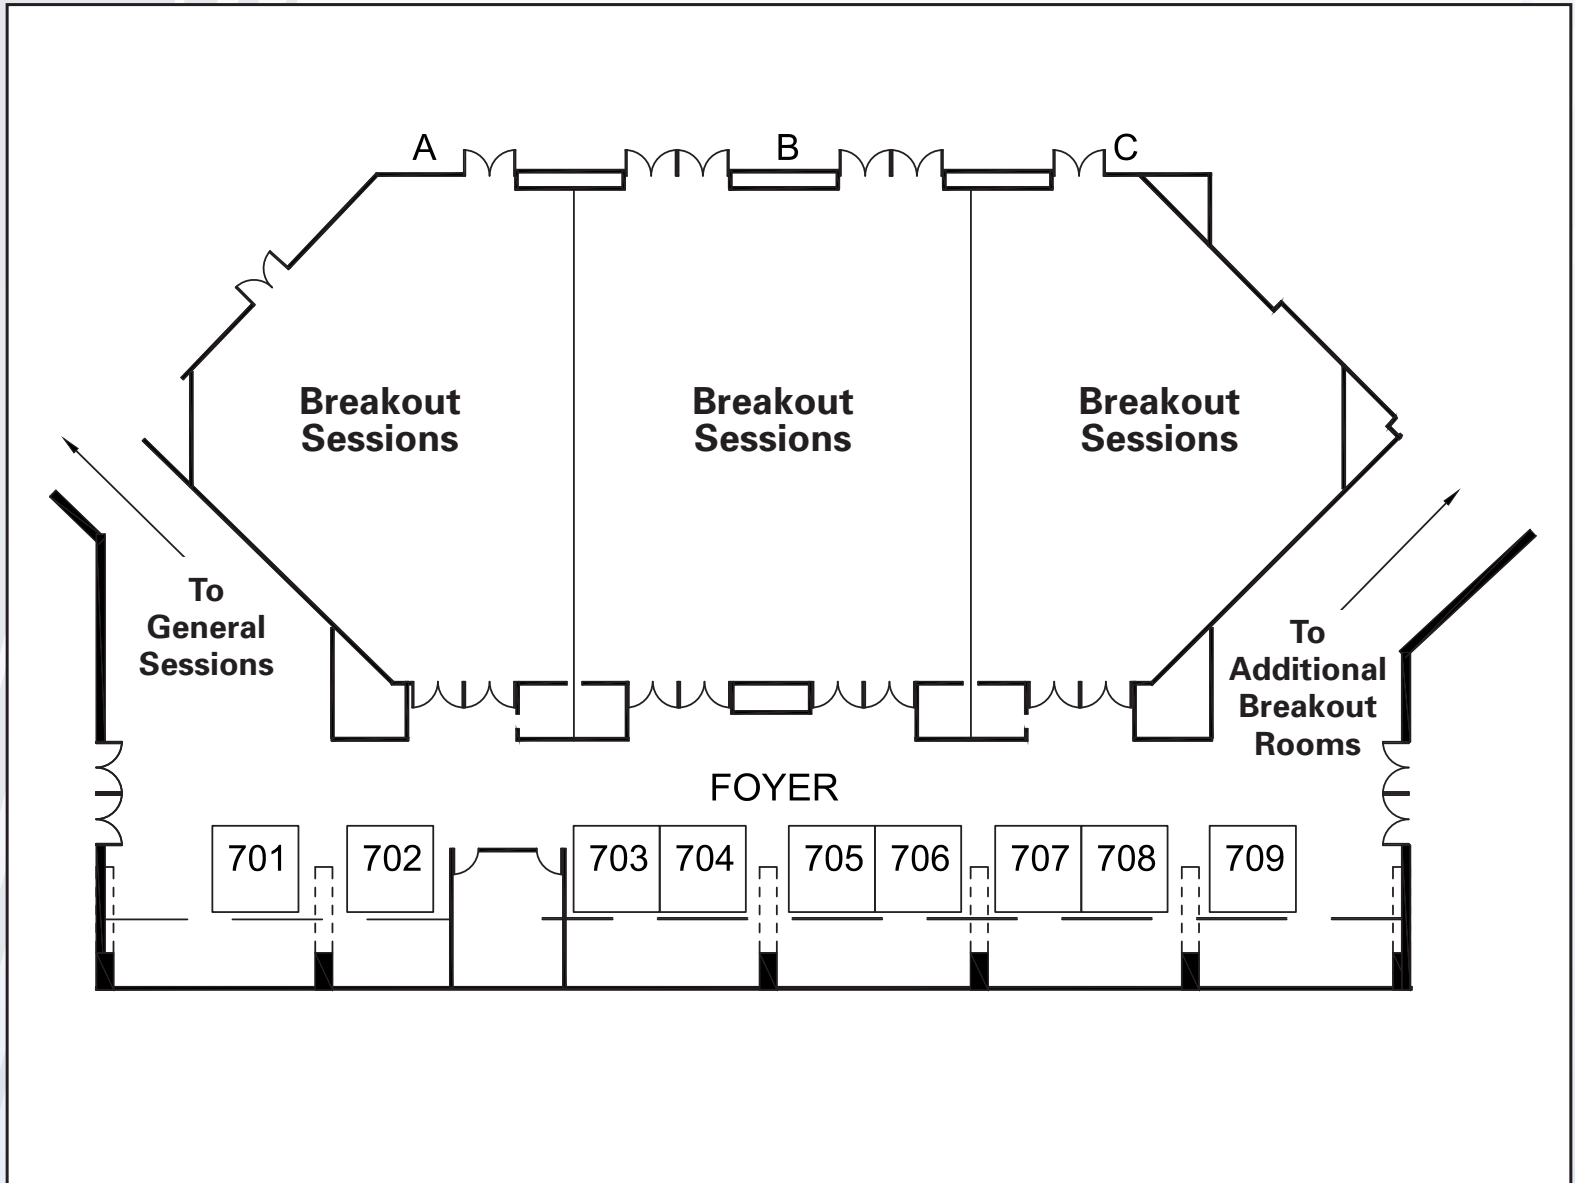 A
B
C
Breakout
Sessions
Breakout
Sessions
Breakout
Sessions
To
General
Sessions
To
Additional
Breakout
Rooms
FOYER
701
702
703
704
705
706
707
708
709